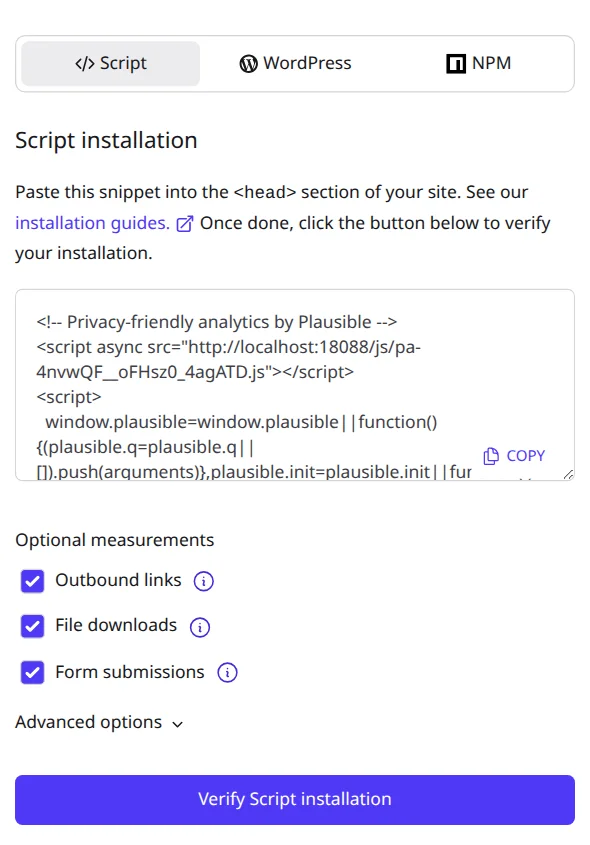 </> Script
WordPress
NPM
Script installation
Paste this snippet into the <head> section of your site. See our
installation guides. Once done, click the button below to verify
your installation.
<!-- Privacy-friendly analytics by Plausible -->
<script async src="http://localhost:18088/js/pa-
4nvwQF__oFHsz0_4agATD.js"></script>
<script>
  window.plausible=window.plausible||function()
{(plausible.q=plausible.q||
[]).push(arguments)},plausible.init=plausible.init||fur
COPY
Optional measurements
Outbound links
File downloads
Form submissions
Advanced options
Verify Script installation